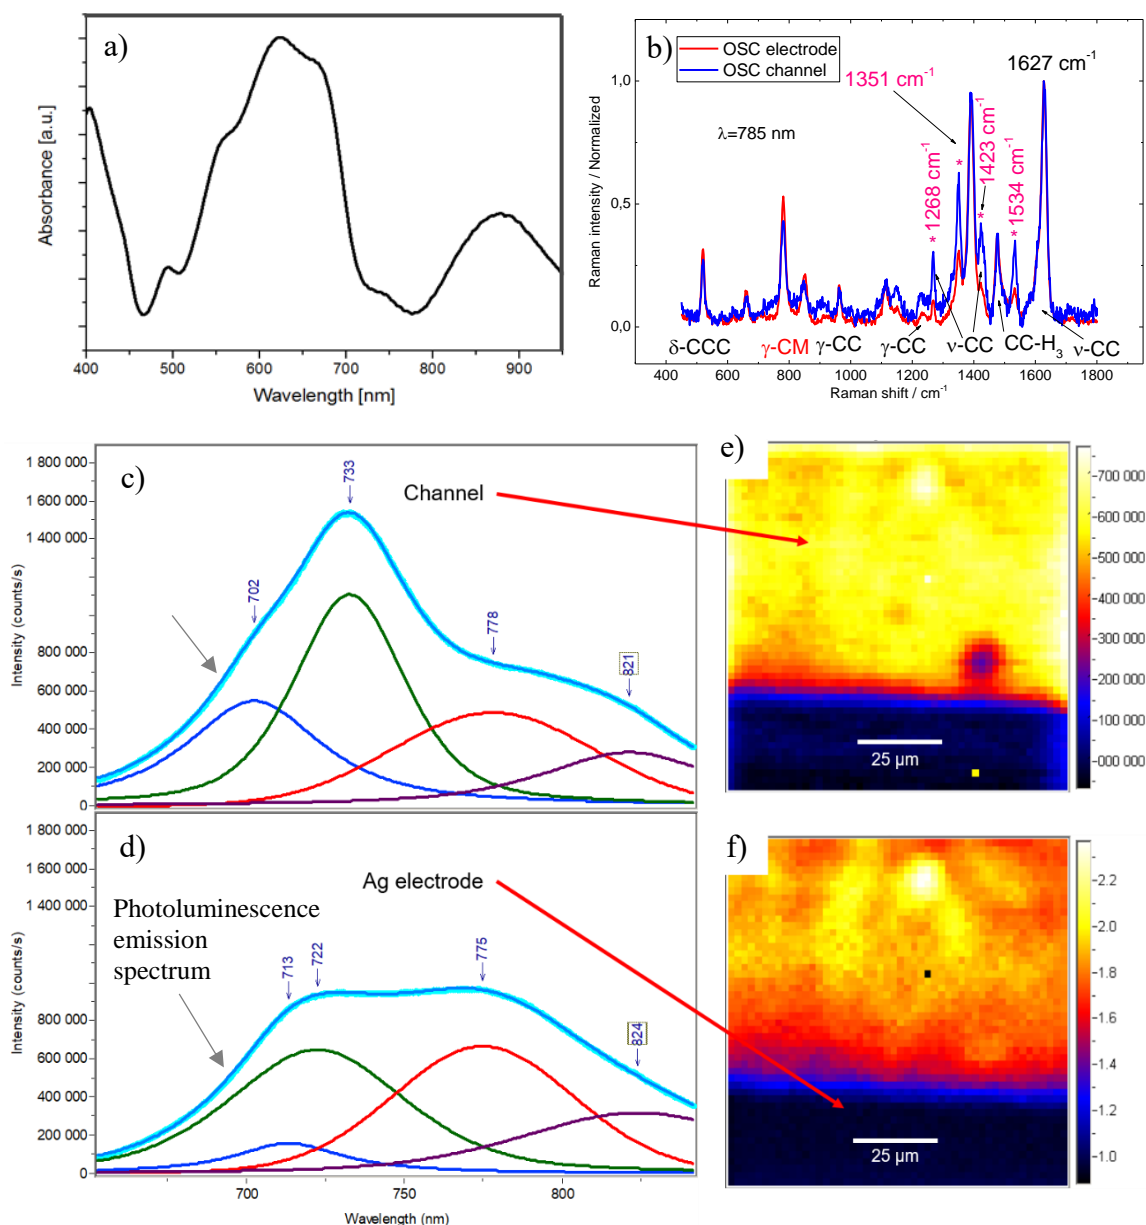 a)
Absorbance [a.u.]
400 500 600 700 800 900
Wavelength [nm]
b)
OSC electrode
OSC channel
1351 cm-1
1627 cm-1
λ=785 nm
* 1268 cm-1
*
* 1423 cm-1
* 1534 cm-1
1,0
0,5
0,0
Raman intensity / Normalized
δ-CCC γ-CM γ-CC γ-CC ν-CC CC-H3 ν-CC
400 600 800 1000 1200 1400 1600 1800
Raman shift / cm-1
c)
Channel
1 800 000
1 600 000
1 400 000
800 000
600 000
400 000
200 000
0
Intensity (counts/s)
702
733
778
821
e)
25 µm
700 000
600 000
500 000
400 000
300 000
200 000
100 000
-000 000
d)
Ag electrode
Photoluminescence
emission
spectrum
1 800 000
1 600 000
1 400 000
800 000
600 000
400 000
200 000
0
Intensity (counts/s)
713
722
775
824
700 750 800
Wavelength (nm)
f)
25 µm
2.2
2.0
1.8
1.6
1.4
1.2
1.0